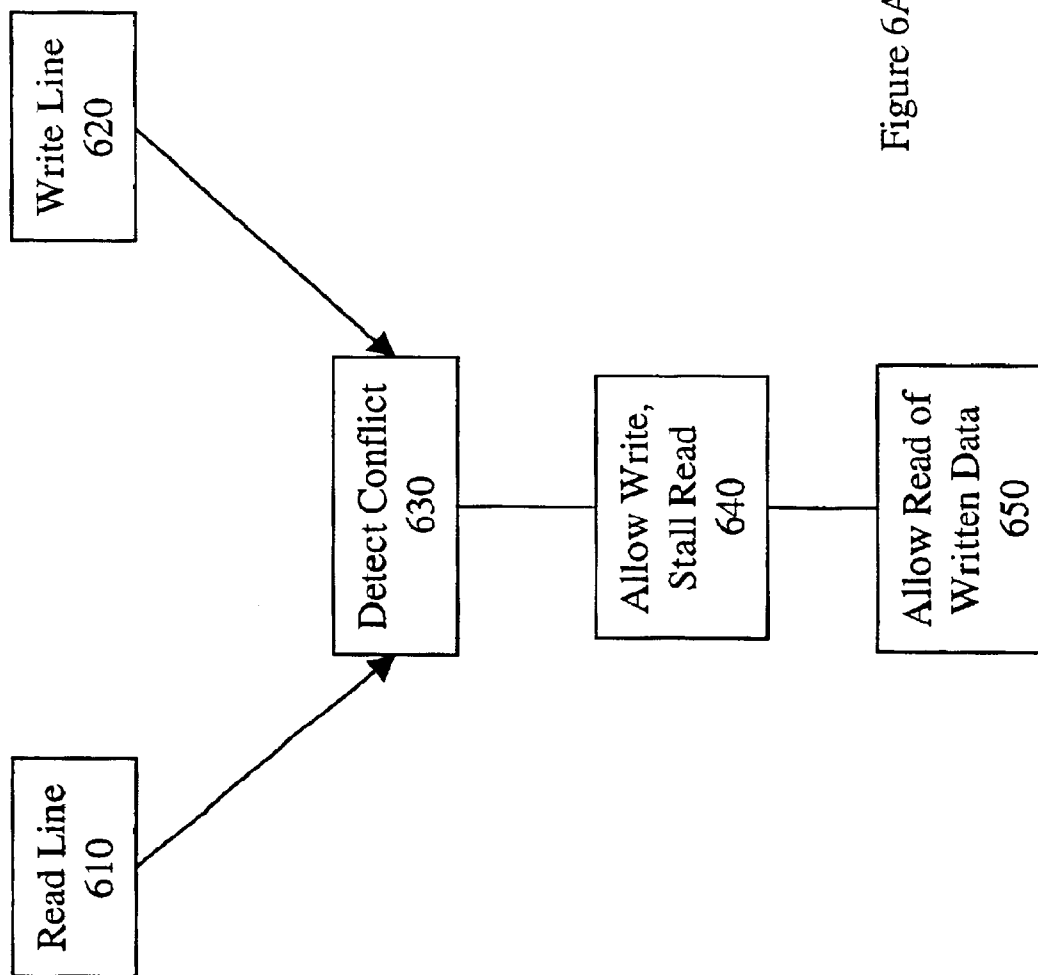 Read Line
610
Write Line
620
Detect Conflict
630
Allow Write,
Stall Read
640
Allow Read of
Written Data
650
Figure 6A